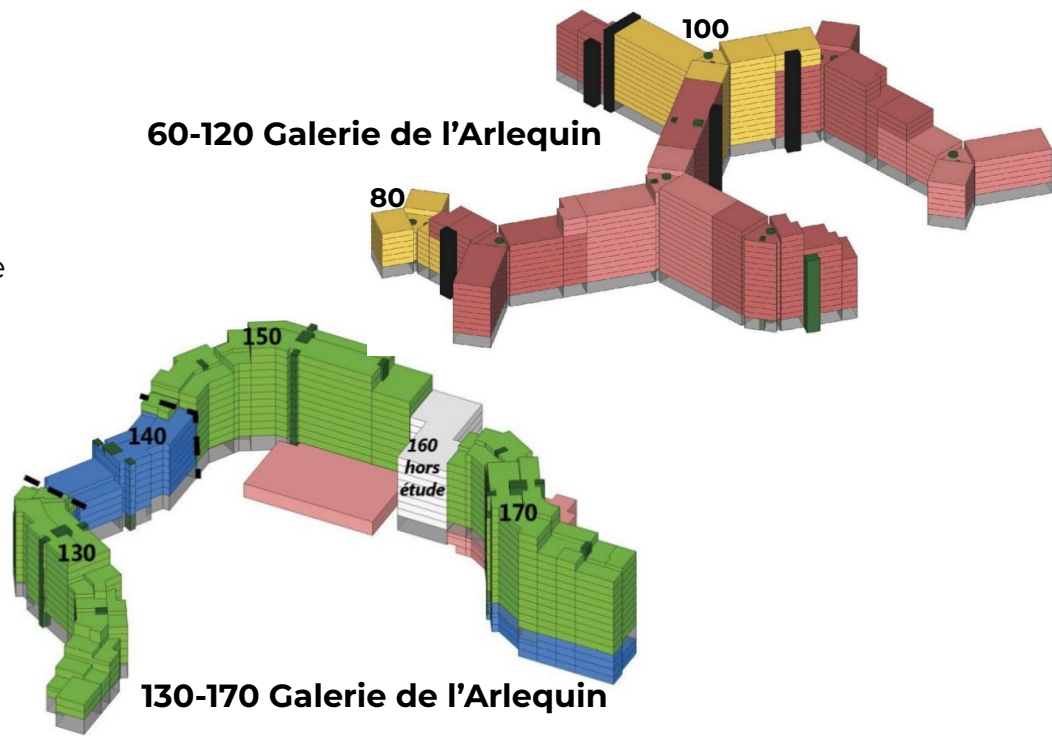 100
60-120 Galerie de l’Arlequin
80
e
150
140
160
hors
étude
170
130
130-170 Galerie de l’Arlequin